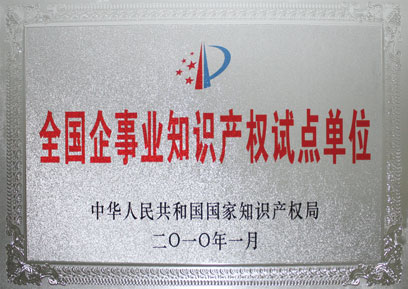 全国企事业知识产权试点单位
中华人民共和国国家知识产权局
二〇一〇年一月